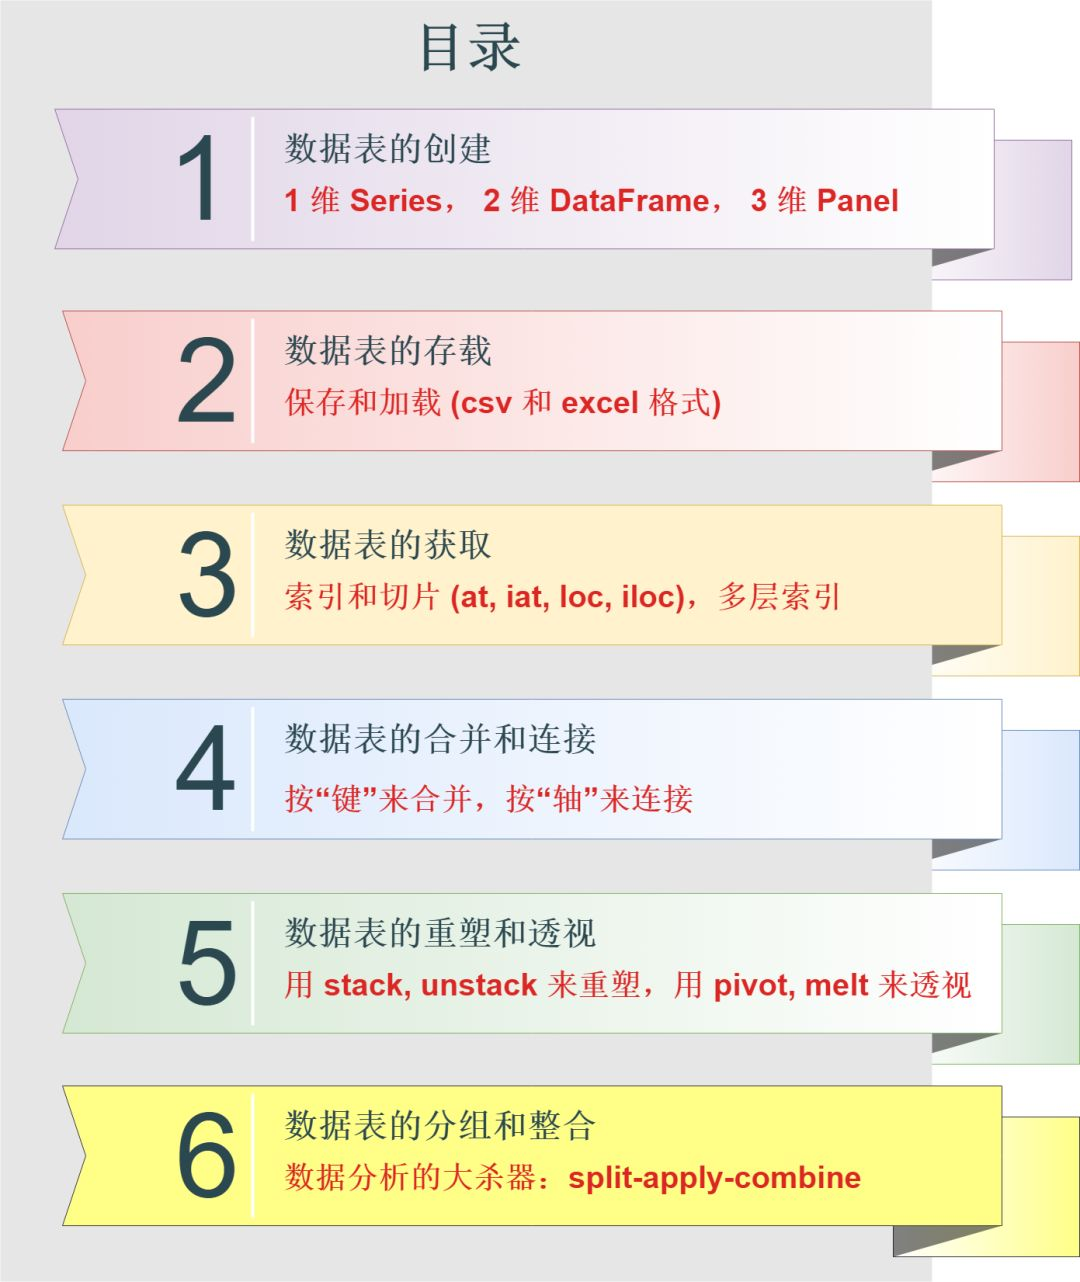 目录
1
数据表的创建
1 维 Series， 2 维 DataFrame， 3 维 Panel
2
数据表的存载
保存和加载 (csv 和 excel 格式)
3
数据表的获取
索引和切片 (at, iat, loc, iloc)，多层索引
4
数据表的合并和连接
按“键”来合并，按“轴”来连接
5
数据表的重塑和透视
用 stack, unstack 来重塑，用 pivot, melt 来透视
6
数据表的分组和整合
数据分析的大杀器：split-apply-combine